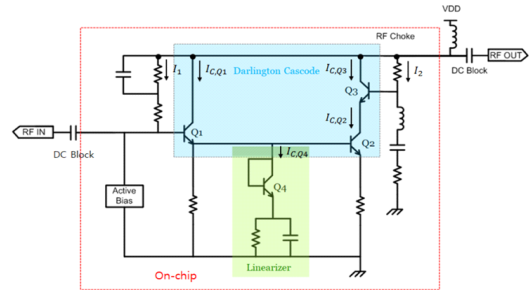 VDD
RF Choke
RF OUT
DC Block
I1
IC,Q1
Darlington Cascode
IC,Q3
I2
Q3
IC,Q2
RF IN
DC Block
Q1
Q2
IC,Q4
Q4
Active
Bias
On-chip
Linearizer